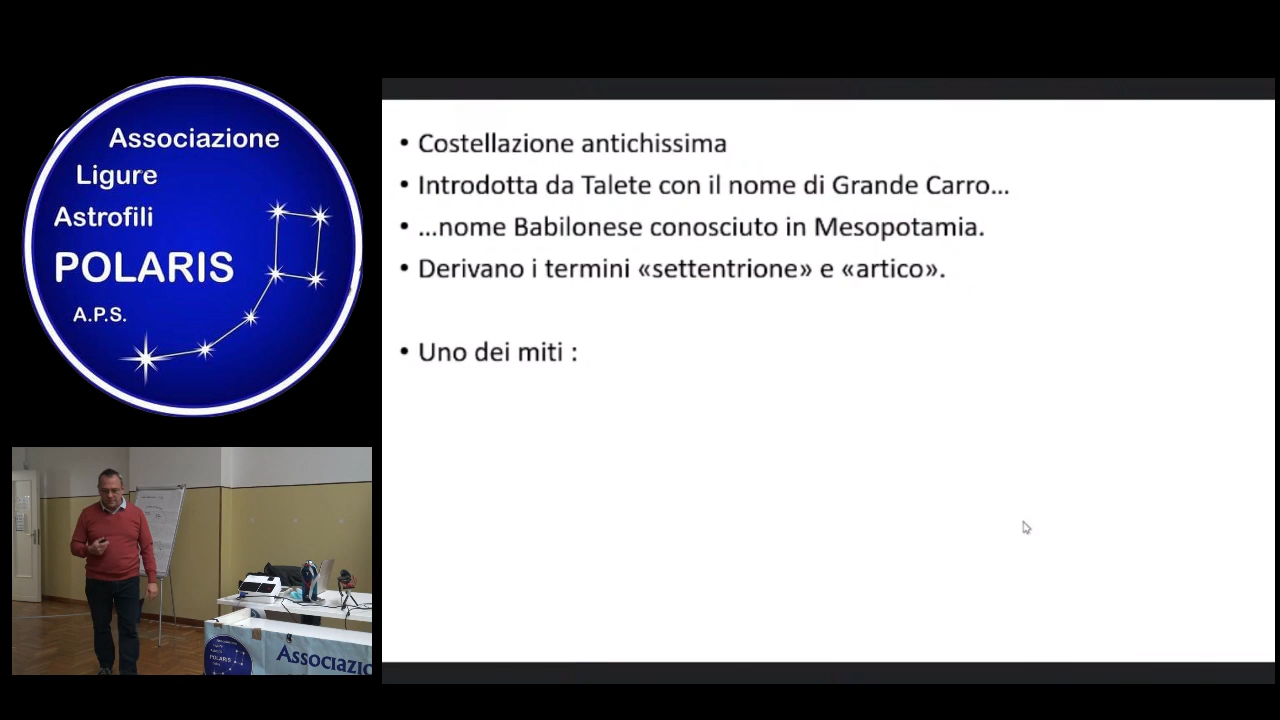 Associazione
Ligure
Astrofili
POLARIS
A.P.S.
• Costellazione antichissima
• Introdotta da Talete con il nome di Grande Carro...
• ...nome Babilonese conosciuto in Mesopotamia.
• Derivano i termini «settentrione» e «artico».
• Uno dei miti :
POLARIS
Associazio